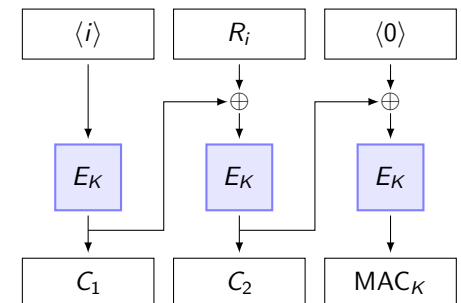 ⟨i⟩ R_i ⟨0⟩
⊕ ⊕
E_K E_K E_K
C_1 C_2 MAC_K